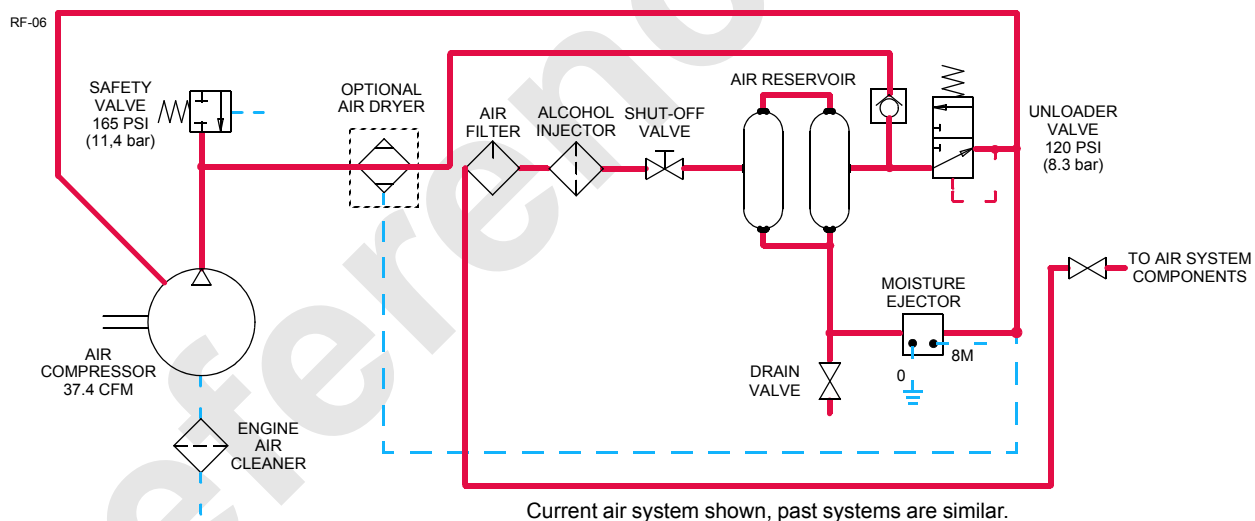 RF-06
SAFETY
VALVE
165 PSI
(11,4 bar)
OPTIONAL
AIR DRYER
AIR
FILTER
ALCOHOL
INJECTOR
SHUT-OFF
VALVE
AIR RESERVOIR
UNLOADER
VALVE
120 PSI
(8.3 bar)
TO AIR SYSTEM
COMPONENTS
MOISTURE
EJECTOR
8M
0
DRAIN
VALVE
AIR
COMPRESSOR
37.4 CFM
ENGINE
AIR
CLEANER
Current air system shown, past systems are similar.
eference